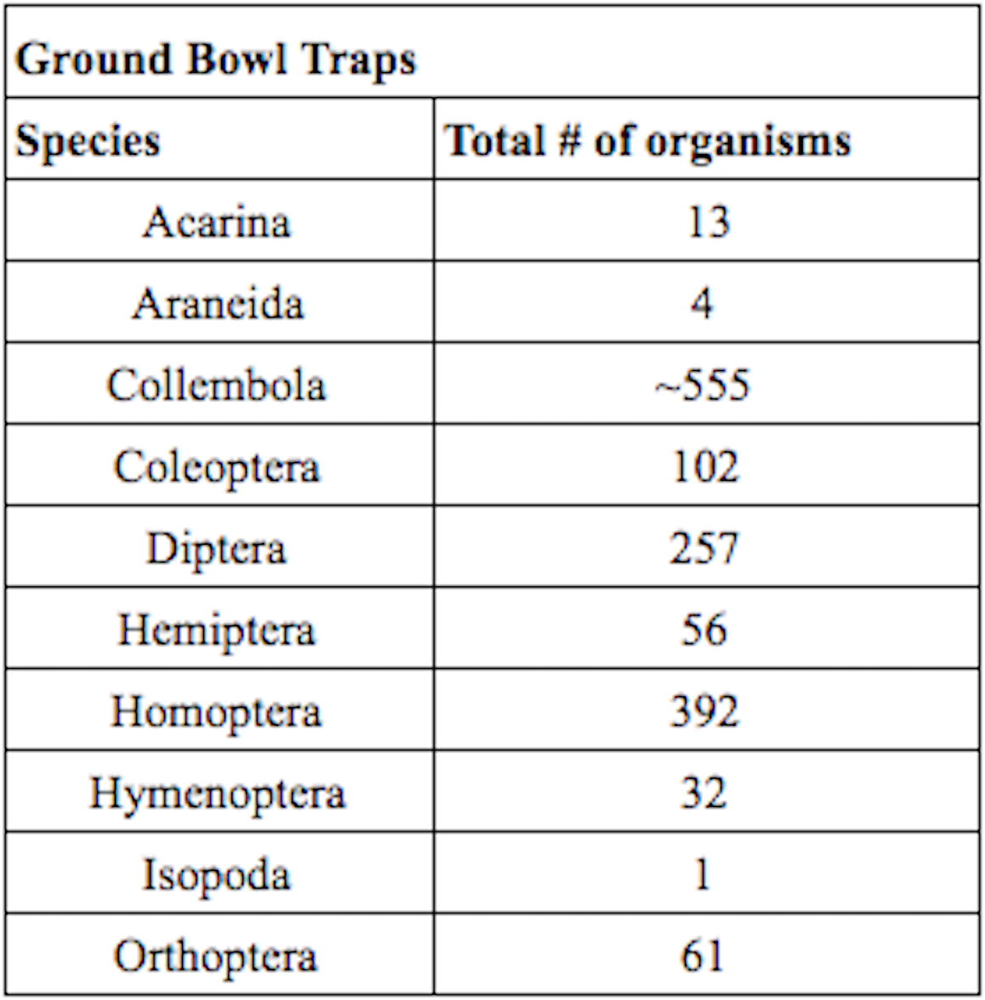 Ground Bowl Traps
Species Total # of organisms
Acarina 13
Araneida 4
Collembola ~555
Coleoptera 102
Diptera 257
Hemiptera 56
Homoptera 392
Hymenoptera 32
Isopoda 1
Orthoptera 61